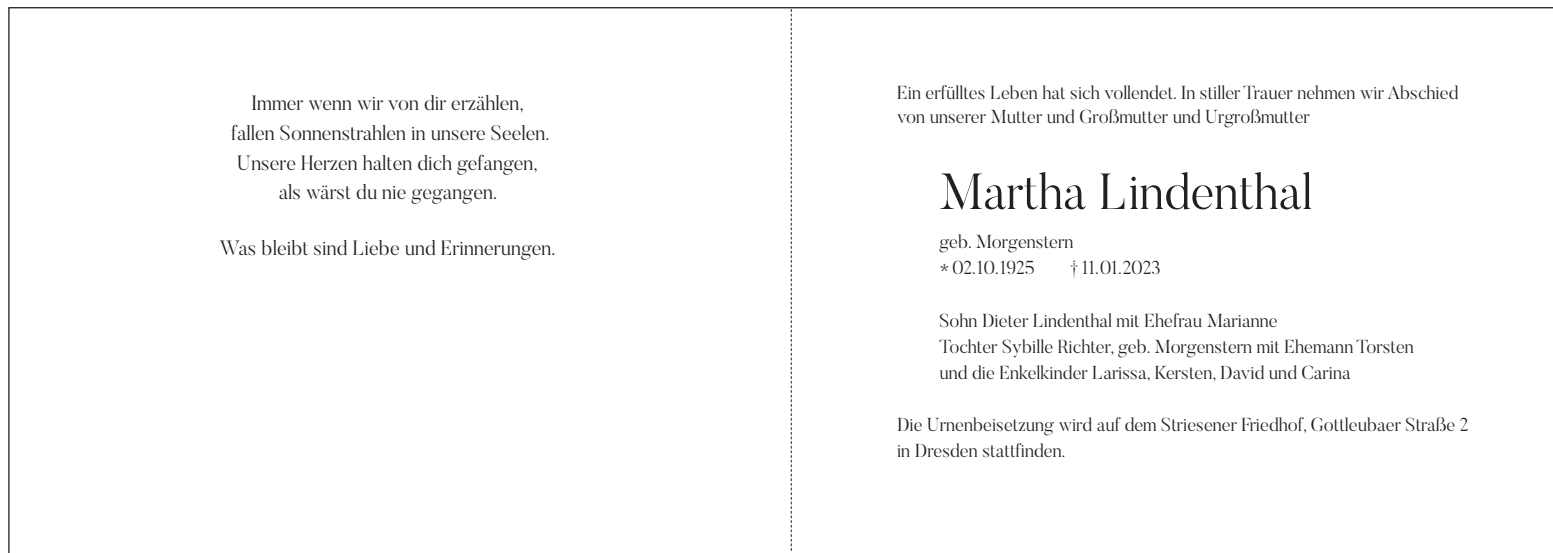 Immer wenn wir von dir erzählen,
fallen Sonnenstrahlen in unsere Seelen.
Unsere Herzen halten dich gefangen,
als wärst du nie gegangen.
Was bleibt sind Liebe und Erinnerungen.
Ein erfülltes Leben hat sich vollendet. In stiller Trauer nehmen wir Abschied
von unserer Mutter und Großmutter und Urgroßmutter
Martha Lindenthal
geb. Morgenstern
* 02.10.1925 † 11.01.2023
Sohn Dieter Lindenthal mit Ehefrau Marianne
Tochter Sybille Richter, geb. Morgenstern mit Ehemann Torsten
und die Enkelkinder Larissa, Kersten, David und Carina
Die Urnenbeisetzung wird auf dem Striesener Friedhof, Gottleubaer Straße 2
in Dresden stattfinden.